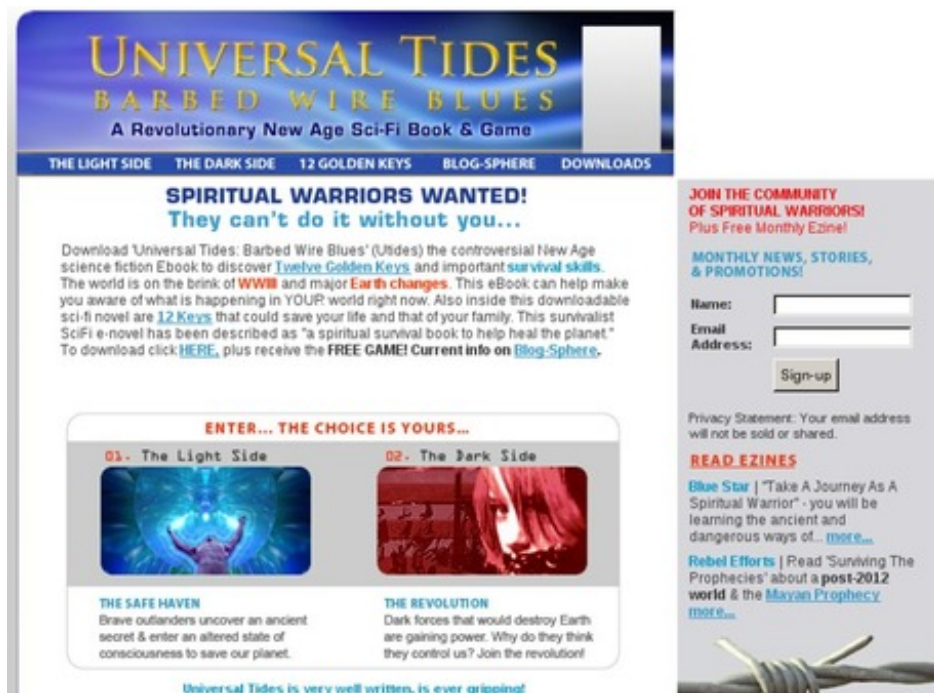 UNIVERSAL TIDES
BARBED WIRE BLUES
A Revolutionary New Age Sci-Fi Book & Game
THE LIGHT SIDE THE DARK SIDE 12 GOLDEN KEYS BLOG-SPHERE DOWNLOADS
SPIRITUAL WARRIORS WANTED!
They can't do it without you...
Download 'Universal Tides: Barbed Wire Blues' (Utides) the controversial New Age
science fiction Ebook to discover Twelve Golden Keys and important survival skills.
The world is on the brink of WWIII and major Earth changes. This eBook can help make
you aware of what is happening in YOUR world right now. Also inside this downloadable
sci-fi novel are 12 Keys that could save your life and that of your family. This survivalist
SciFi e-novel has been described as "a spiritual survival book to help heal the planet."
To download click HERE, plus receive the FREE GAME! Current info on Blog-Sphere.
ENTER... THE CHOICE IS YOURS...
01. The Light Side
02. The Dark Side
THE SAFE HAVEN
Brave outlanders uncover an ancient
secret & enter an altered state of
consciousness to save our planet.
THE REVOLUTION
Dark forces that would destroy Earth
are gaining power. Why do they think
they control us? Join the revolution!
Universal Tides is very well written, is ever gripping!
JOIN THE COMMUNITY
OF SPIRITUAL WARRIORS!
Plus Free Monthly Ezine!
MONTHLY NEWS, STORIES,
& PROMOTIONS!
Name:
Email
Address:
Sign-up
Privacy Statement: Your email address
will not be sold or shared.
READ EZINES
Blue Star | "Take A Journey As A
Spiritual Warrior" - you will be
learning the ancient and
dangerous ways of... more...
Rebel Efforts | Read 'Surviving The
Prophecies' about a post-2012
world & the Mayan Prophecy
more...